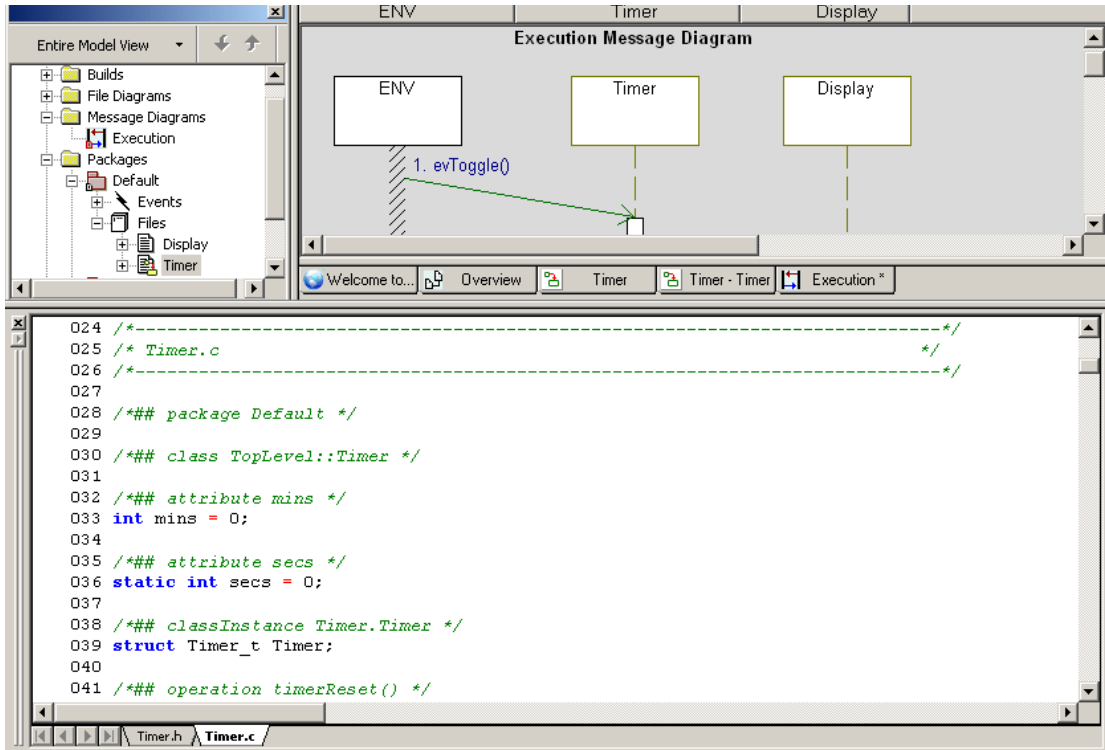 Entire Model View
Builds
File Diagrams
Message Diagrams
Execution
Packages
Default
Events
Files
Display
Timer
ENV Timer Display
Execution Message Diagram
ENV Timer Display
1. evToggle()
Welcome to... Overview Timer Timer - Timer Execution *
024 /*---------------------------------------------------------------------------*/
025 /* Timer.c */
026 /*---------------------------------------------------------------------------*/
027
028 /*## package Default */
029
030 /*## class TopLevel::Timer */
031
032 /*## attribute mins */
033 int mins = 0;
034
035 /*## attribute secs */
036 static int secs = 0;
037
038 /*## classInstance Timer.Timer */
039 struct Timer_t Timer;
040
041 /*## operation timerReset() */
Timer.h Timer.c